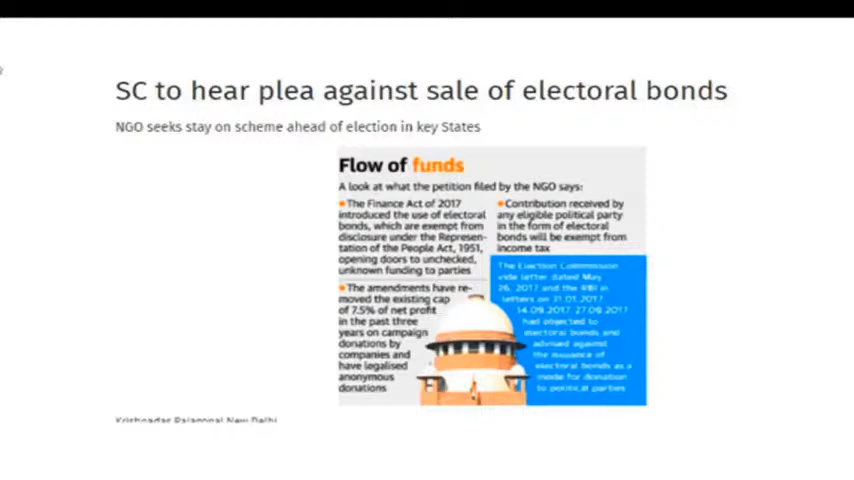 SC to hear plea against sale of electoral bonds
NGO seeks stay on scheme ahead of election in key States
Flow of funds
A look at what the petition filed by the NGO says:
The Finance Act of 2017
introduced the use of electoral
bonds, which are exempt from
disclosure under the Represen-
tation of the People Act, 1951,
opening doors to unchecked,
unknown funding to parties
The amendments have re-
moved the existing cap
of 7.5% of net profit
in the past three
years on campaign
donations by
companies and
have legalised
anonymous
donations
Contribution received by
any eligible political party
in the form of electoral
bonds will be exempt from
income tax
The Election Commission
vide letter dated May
26, 2017 and the RBI in
letters on 31.01.2017,
14.09.2017, 27.09.2017
had objected to
electoral bonds and
advised against
the issuance of
electoral bonds as a
mode for donation
to political parties
Krishnadas Rajagopal New Delhi